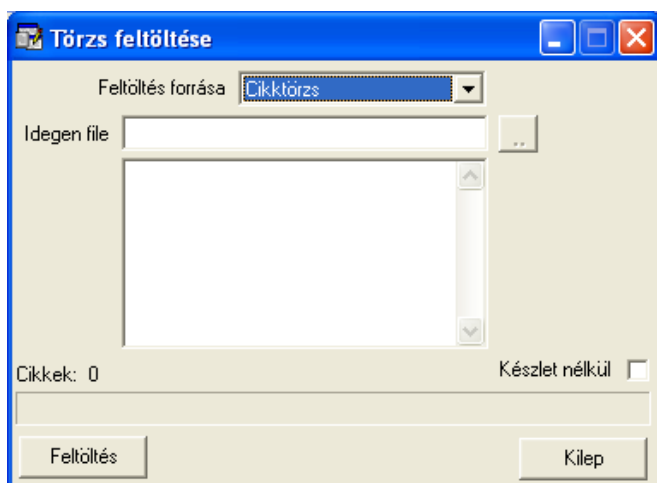 Törzs feltöltése
Feltöltés forrása Cikktörzs
Idegen file ..
Cikkek: 0 Készlet nélkül
Feltöltés Kilep